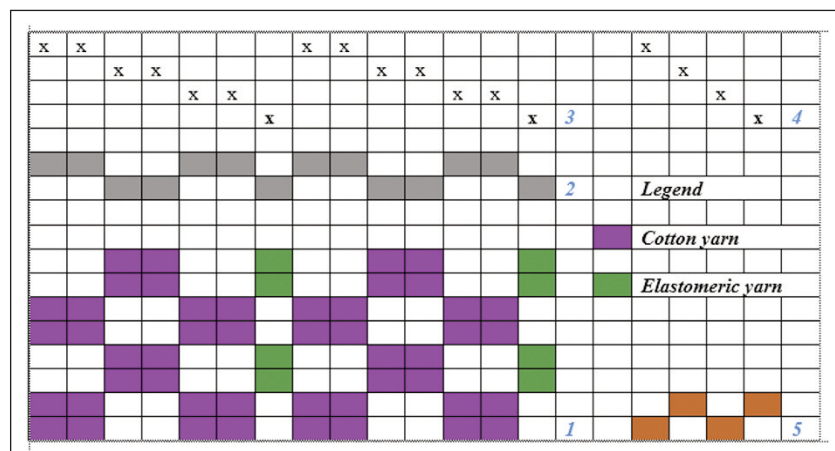 x x x x x
x x x x x
x x x x x
x x 3 x 4
2 Legend
Cotton yarn
Elastomeric yarn
1 5